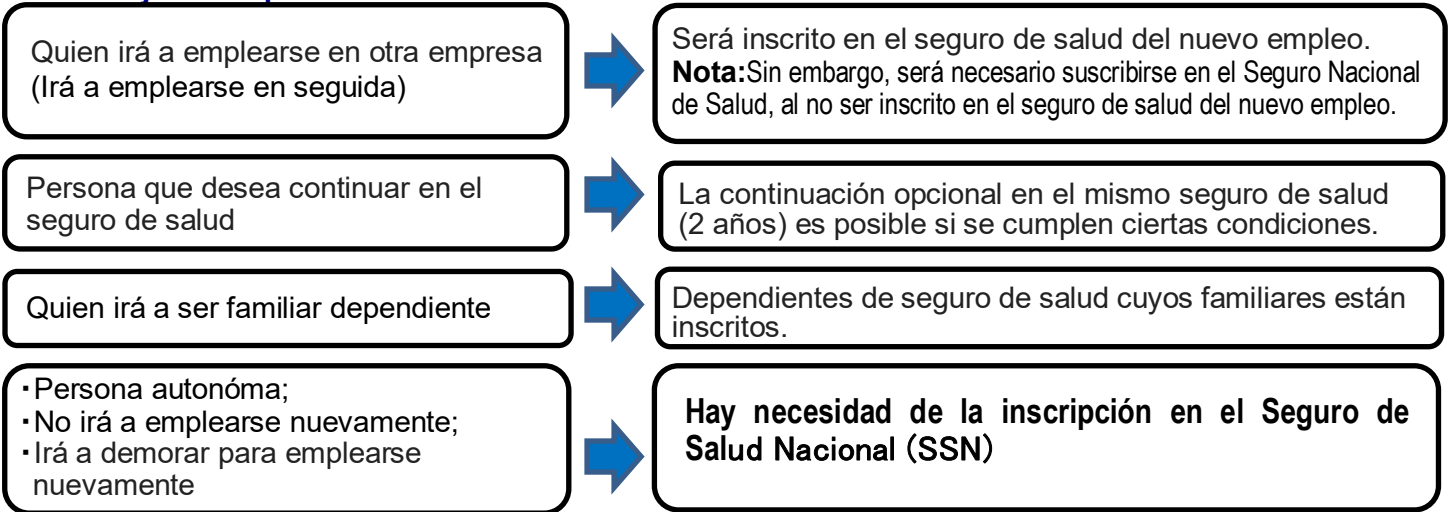 Quien irá a emplearse en otra empresa
(Irá a emplearse en seguida)
Será inscrito en el seguro de salud del nuevo empleo.
Nota:Sin embargo, será necesario suscribirse en el Seguro Nacional
de Salud, al no ser inscrito en el seguro de salud del nuevo empleo.
Persona que desea continuar en el
seguro de salud
La continuación opcional en el mismo seguro de salud
(2 años) es posible si se cumplen ciertas condiciones.
Quien irá a ser familiar dependiente
Dependientes de seguro de salud cuyos familiares están
inscritos.
・Persona autonóma;
・No irá a emplearse nuevamente;
・Irá a demorar para emplearse
nuevamente
Hay necesidad de la inscripción en el Seguro de
Salud Nacional（SSN）